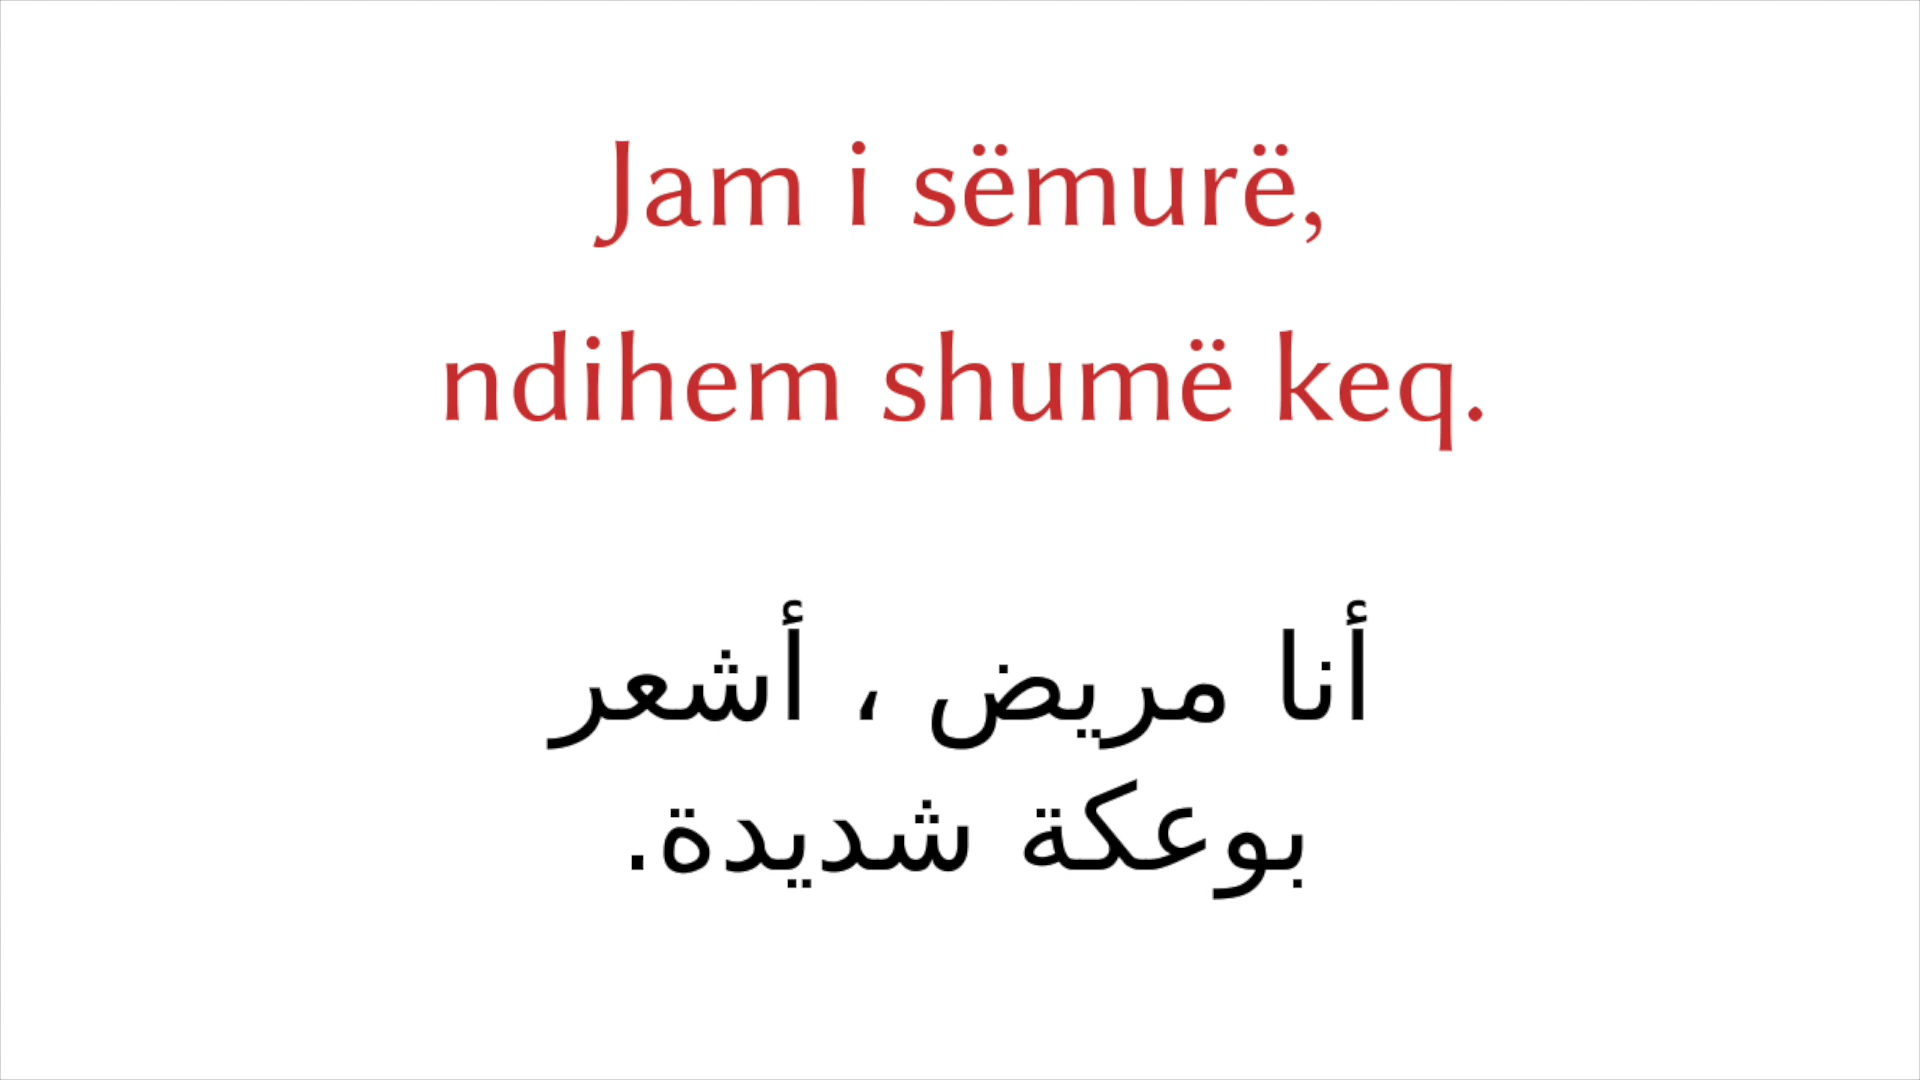 Jam i sëmurë,
ndihem shumë keq.
أنا مريض ، أشعر
بوعكة شديدة.